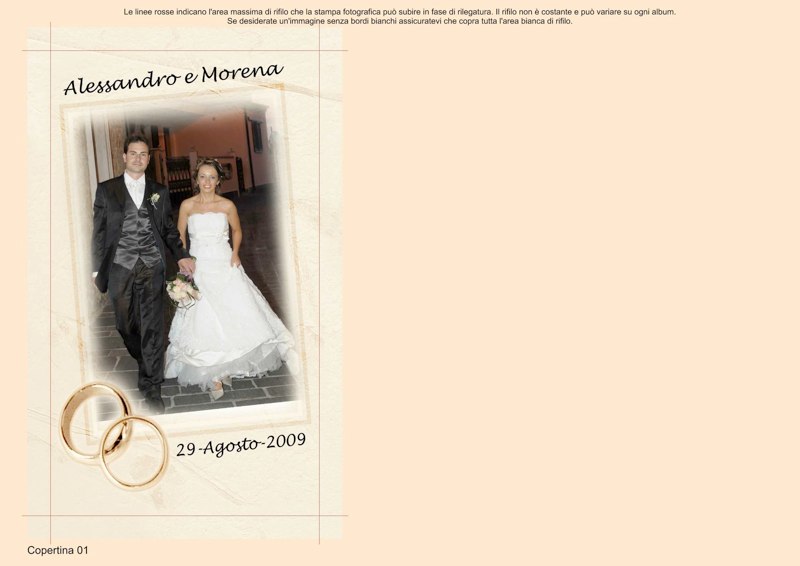 Le linee rosse indicano l'area massima di rifilo che la stampa fotografica può subire in fase di rilegatura. Il rifilo non è costante e può variare su ogni album.
Se desiderate un'immagine senza bordi bianchi assicuratevi che copra tutta l'area bianca di rifilo.
Alessandro e Morena
29-Agosto-2009
Copertina 01